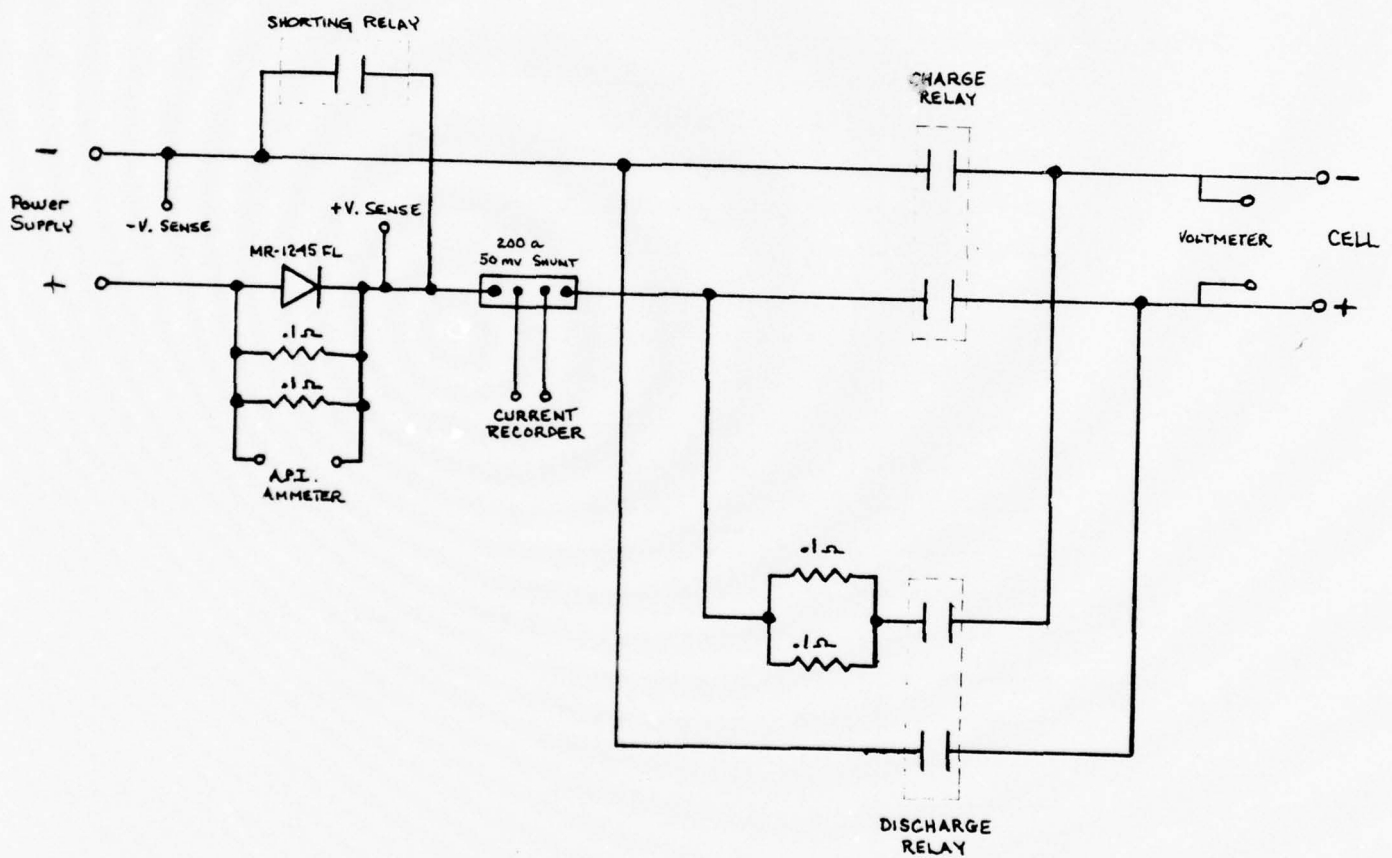 SHORTING RELAY
CHARGE
RELAY
-
Power
SUPPLY
-V. SENSE
+V. SENSE
+
MR-1245 FL
200 a
50 mv SHUNT
.1Ω
.1Ω
A.P.I.
AMMETER
CURRENT
RECORDER
-
VOLTMETER
CELL
+
.1Ω
.1Ω
DISCHARGE
RELAY